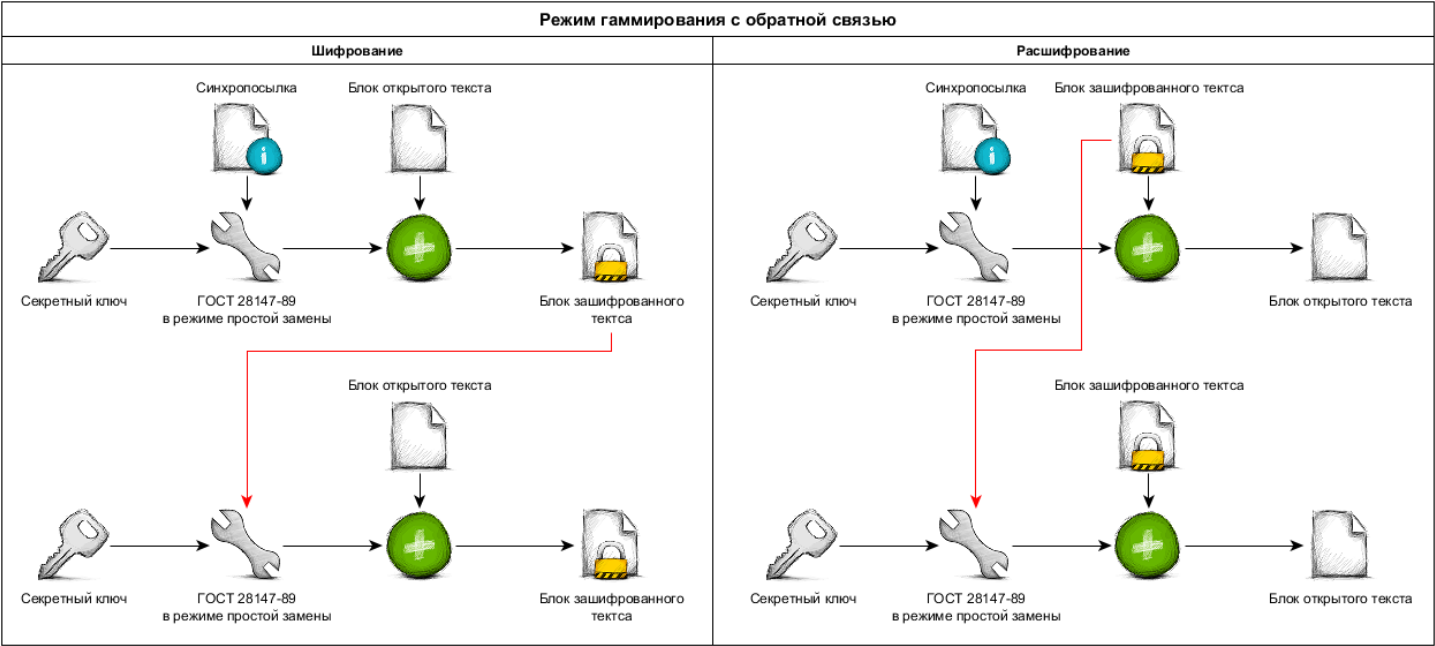 Режим гаммирования с обратной связью
Шифрование
Расшифрование
Синхропосылка
Блок открытого текста
Секретный ключ
ГОСТ 28147-89
в режиме простой замены
Блок зашифрованного
тектса
Блок открытого текста
Секретный ключ
ГОСТ 28147-89
в режиме простой замены
Блок зашифрованного
тектса
Синхропосылка
Блок зашифрованного тектса
Секретный ключ
ГОСТ 28147-89
в режиме простой замены
Блок открытого текста
Блок зашифрованного тектса
Секретный ключ
ГОСТ 28147-89
в режиме простой замены
Блок открытого текста